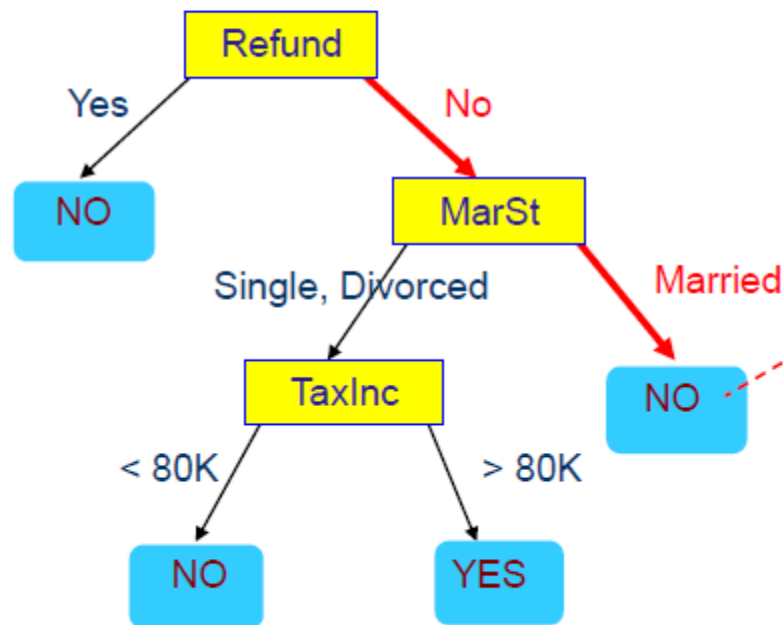 Refund
Yes
No
NO
MarSt
Single, Divorced
Married
TaxInc
NO
< 80K
> 80K
NO
YES